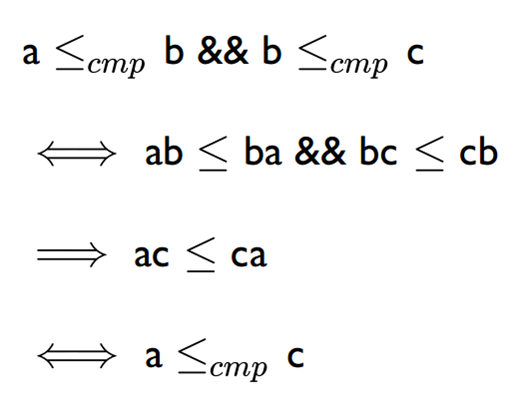 a ≤cmp b && b ≤cmp c
⟺ ab ≤ ba && bc ≤ cb
⟹ ac ≤ ca
⟺ a ≤cmp c